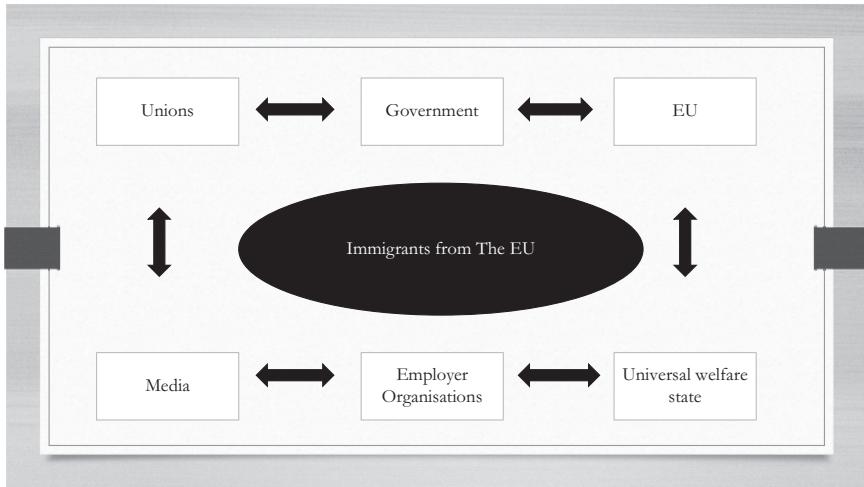 Unions
Government
EU
Immigrants from The EU
Media
Employer
Organisations
Universal welfare
state